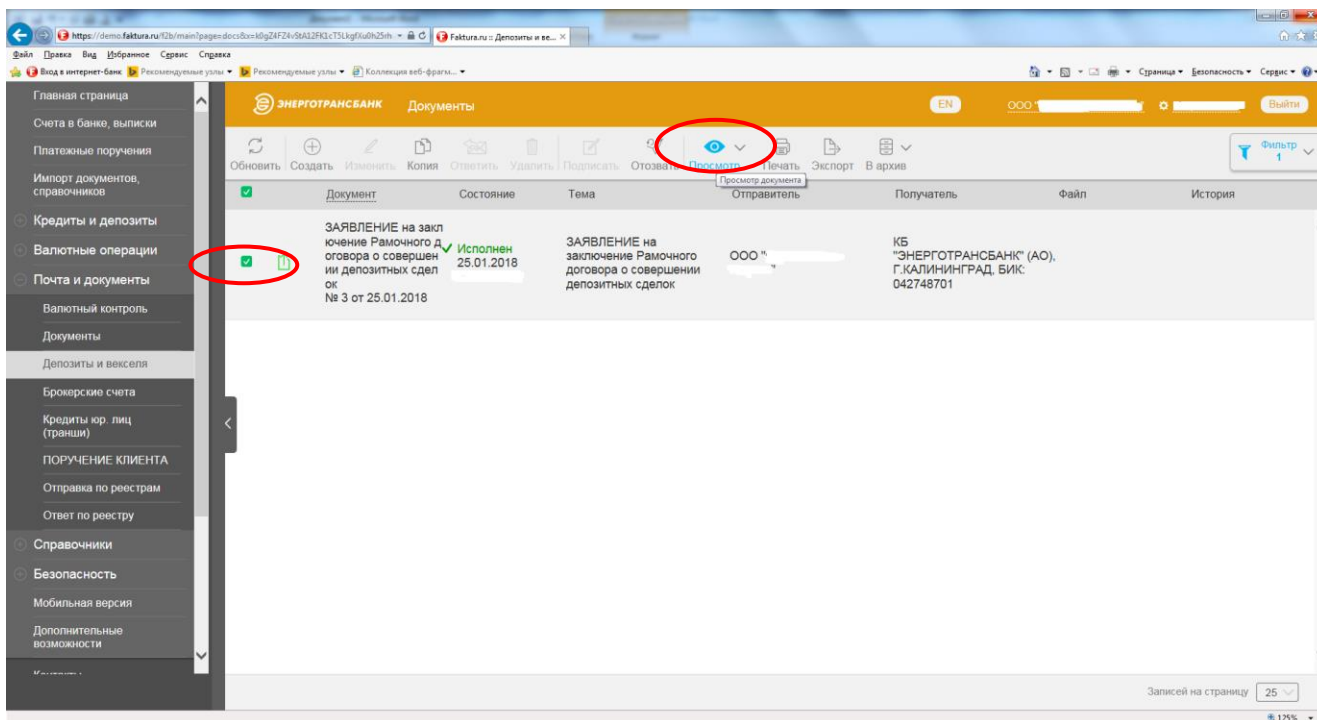 https://demo.faktura.ru/f2b/main?page=
Faktura.ru :: Депозиты и ве...
Файл Правка Вид Избранное Сервис Справка
Вход в интернет-банк Рекомендуемые узлы Рекомендуемые узлы Коллекция веб-фрагм...
Страница Безопасность Сервис
ЭНЕРГОТРАНСБАНК
Документы
EN
ООО "
Выйти
Обновить Создать Изменить Копия Ответить Удалить Подписать Отозвать Просмотр Печать Экспорт В архив
Фильтр
1
Просмотр документа
Документ Состояние Тема Отправитель Получатель Файл История
ЗАЯВЛЕНИЕ на закл
ючение Рамочного д
оговора о совершен
ии депозитных сдел
ок
№ 3 от 25.01.2018
Исполнен
25.01.2018
ЗАЯВЛЕНИЕ на
заключение Рамочного
договора о совершении
депозитных сделок
ООО "
"
КБ
"ЭНЕРГОТРАНСБАНК" (АО),
Г.КАЛИНИНГРАД, БИК:
042748701
Главная страница
Счета в банке, выписки
Платежные поручения
Импорт документов,
справочников
Кредиты и депозиты
Валютные операции
Почта и документы
Валютный контроль
Документы
Депозиты и векселя
Брокерские счета
Кредиты юр. лиц
(транши)
ПОРУЧЕНИЕ КЛИЕНТА
Отправка по реестрам
Ответ по реестру
Справочники
Безопасность
Мобильная версия
Дополнительные
возможности
Записей на страницу 25
125%